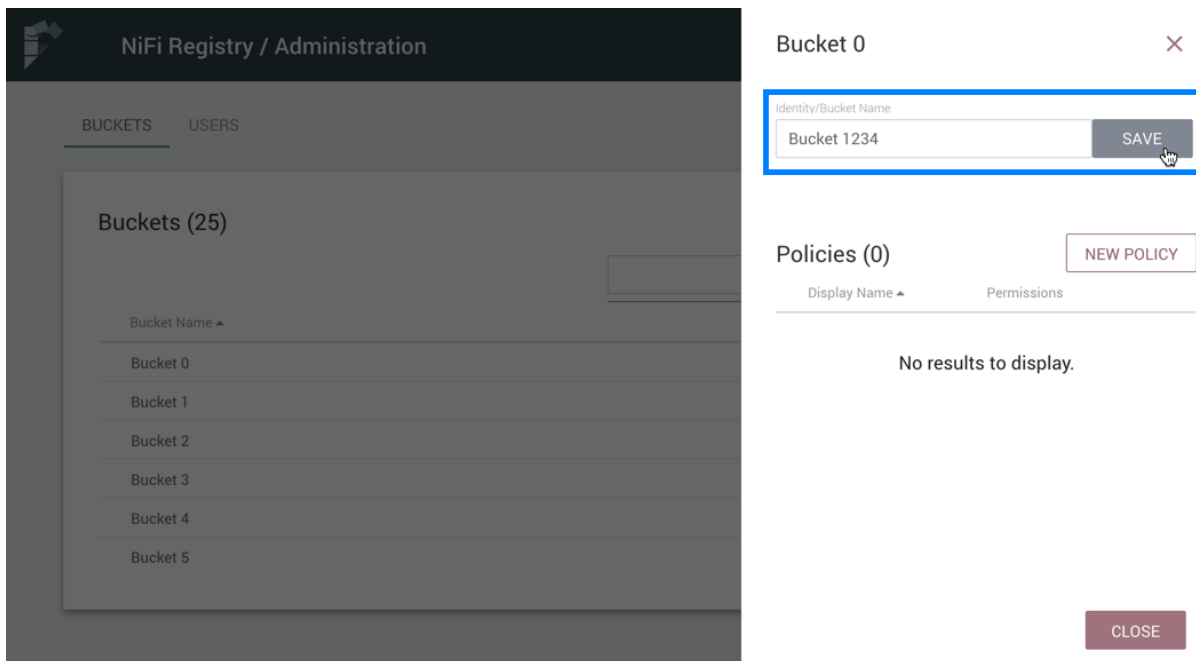 NiFi Registry / Administration
BUCKETS USERS
Buckets (25)
Bucket Name
Bucket 0
Bucket 1
Bucket 2
Bucket 3
Bucket 4
Bucket 5
Bucket 0
Identity/Bucket Name
Bucket 1234 SAVE
Policies (0) NEW POLICY
Display Name Permissions
No results to display.
CLOSE